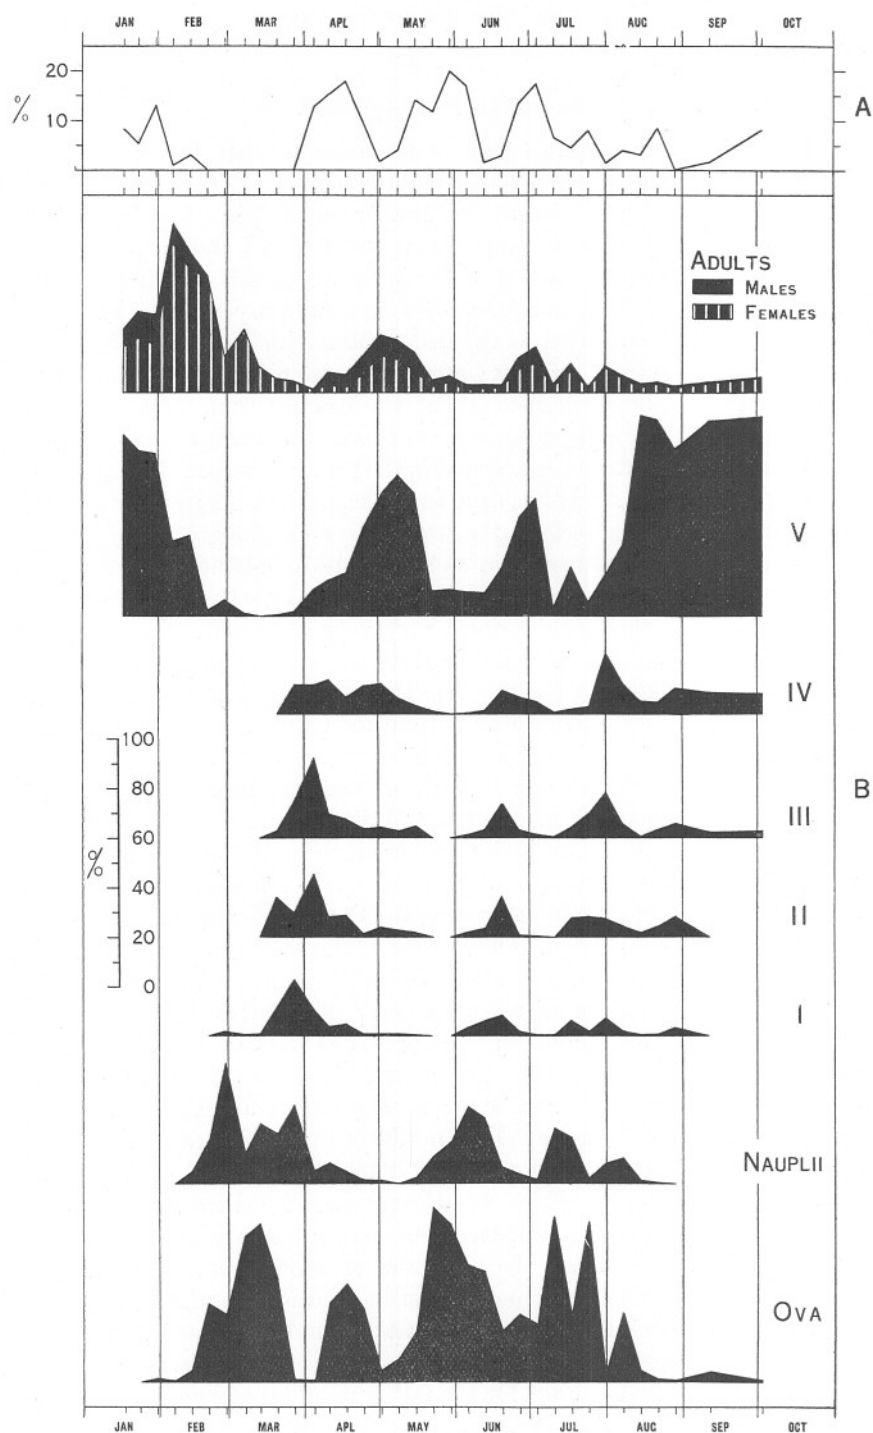 JAN FEB MAR APL MAY JUN JUL AUG SEP OCT
20
% A
10
ADULTS
MALES
FEMALES
V
IV
100
80 B
III
60
%
40 II
20
0
I
NAUPLII
OVA
JAN FEB MAR APL MAY JUN JUL AUG SEP OCT